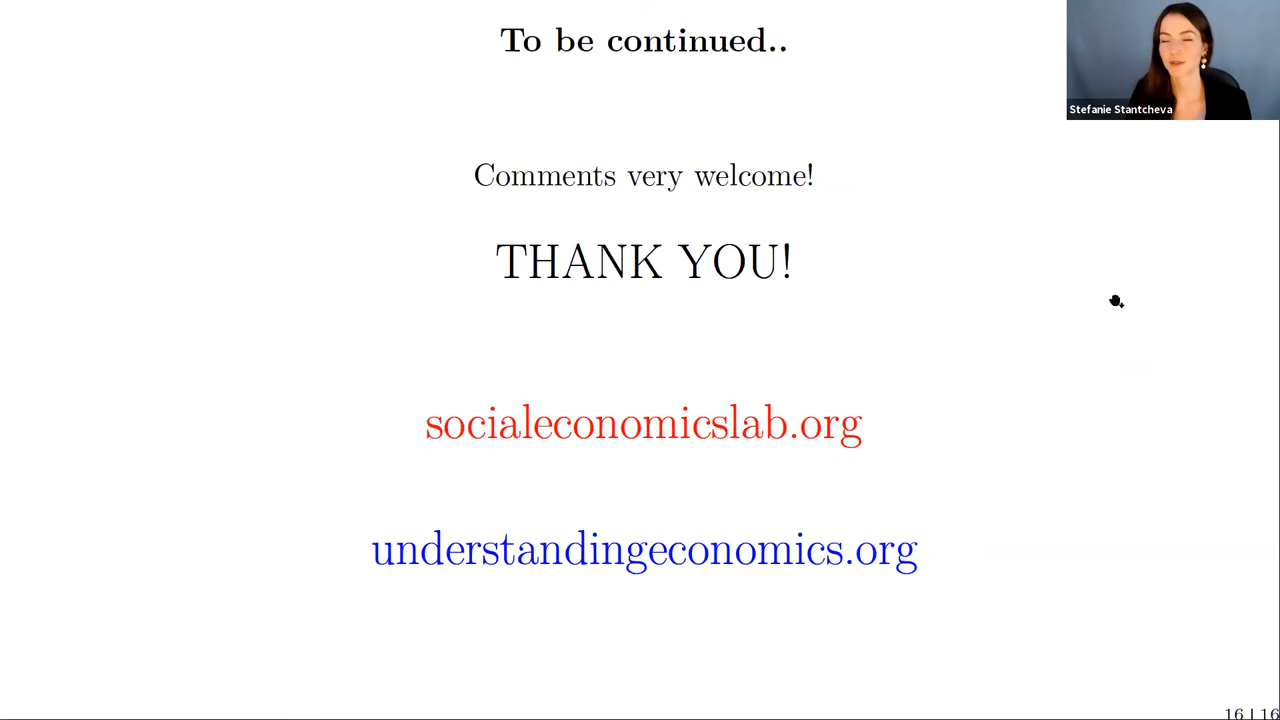 To be continued..
Stefanie Stantcheva
Comments very welcome!
THANK YOU!
socialeconomicslab.org
understandingeconomics.org
16 | 16